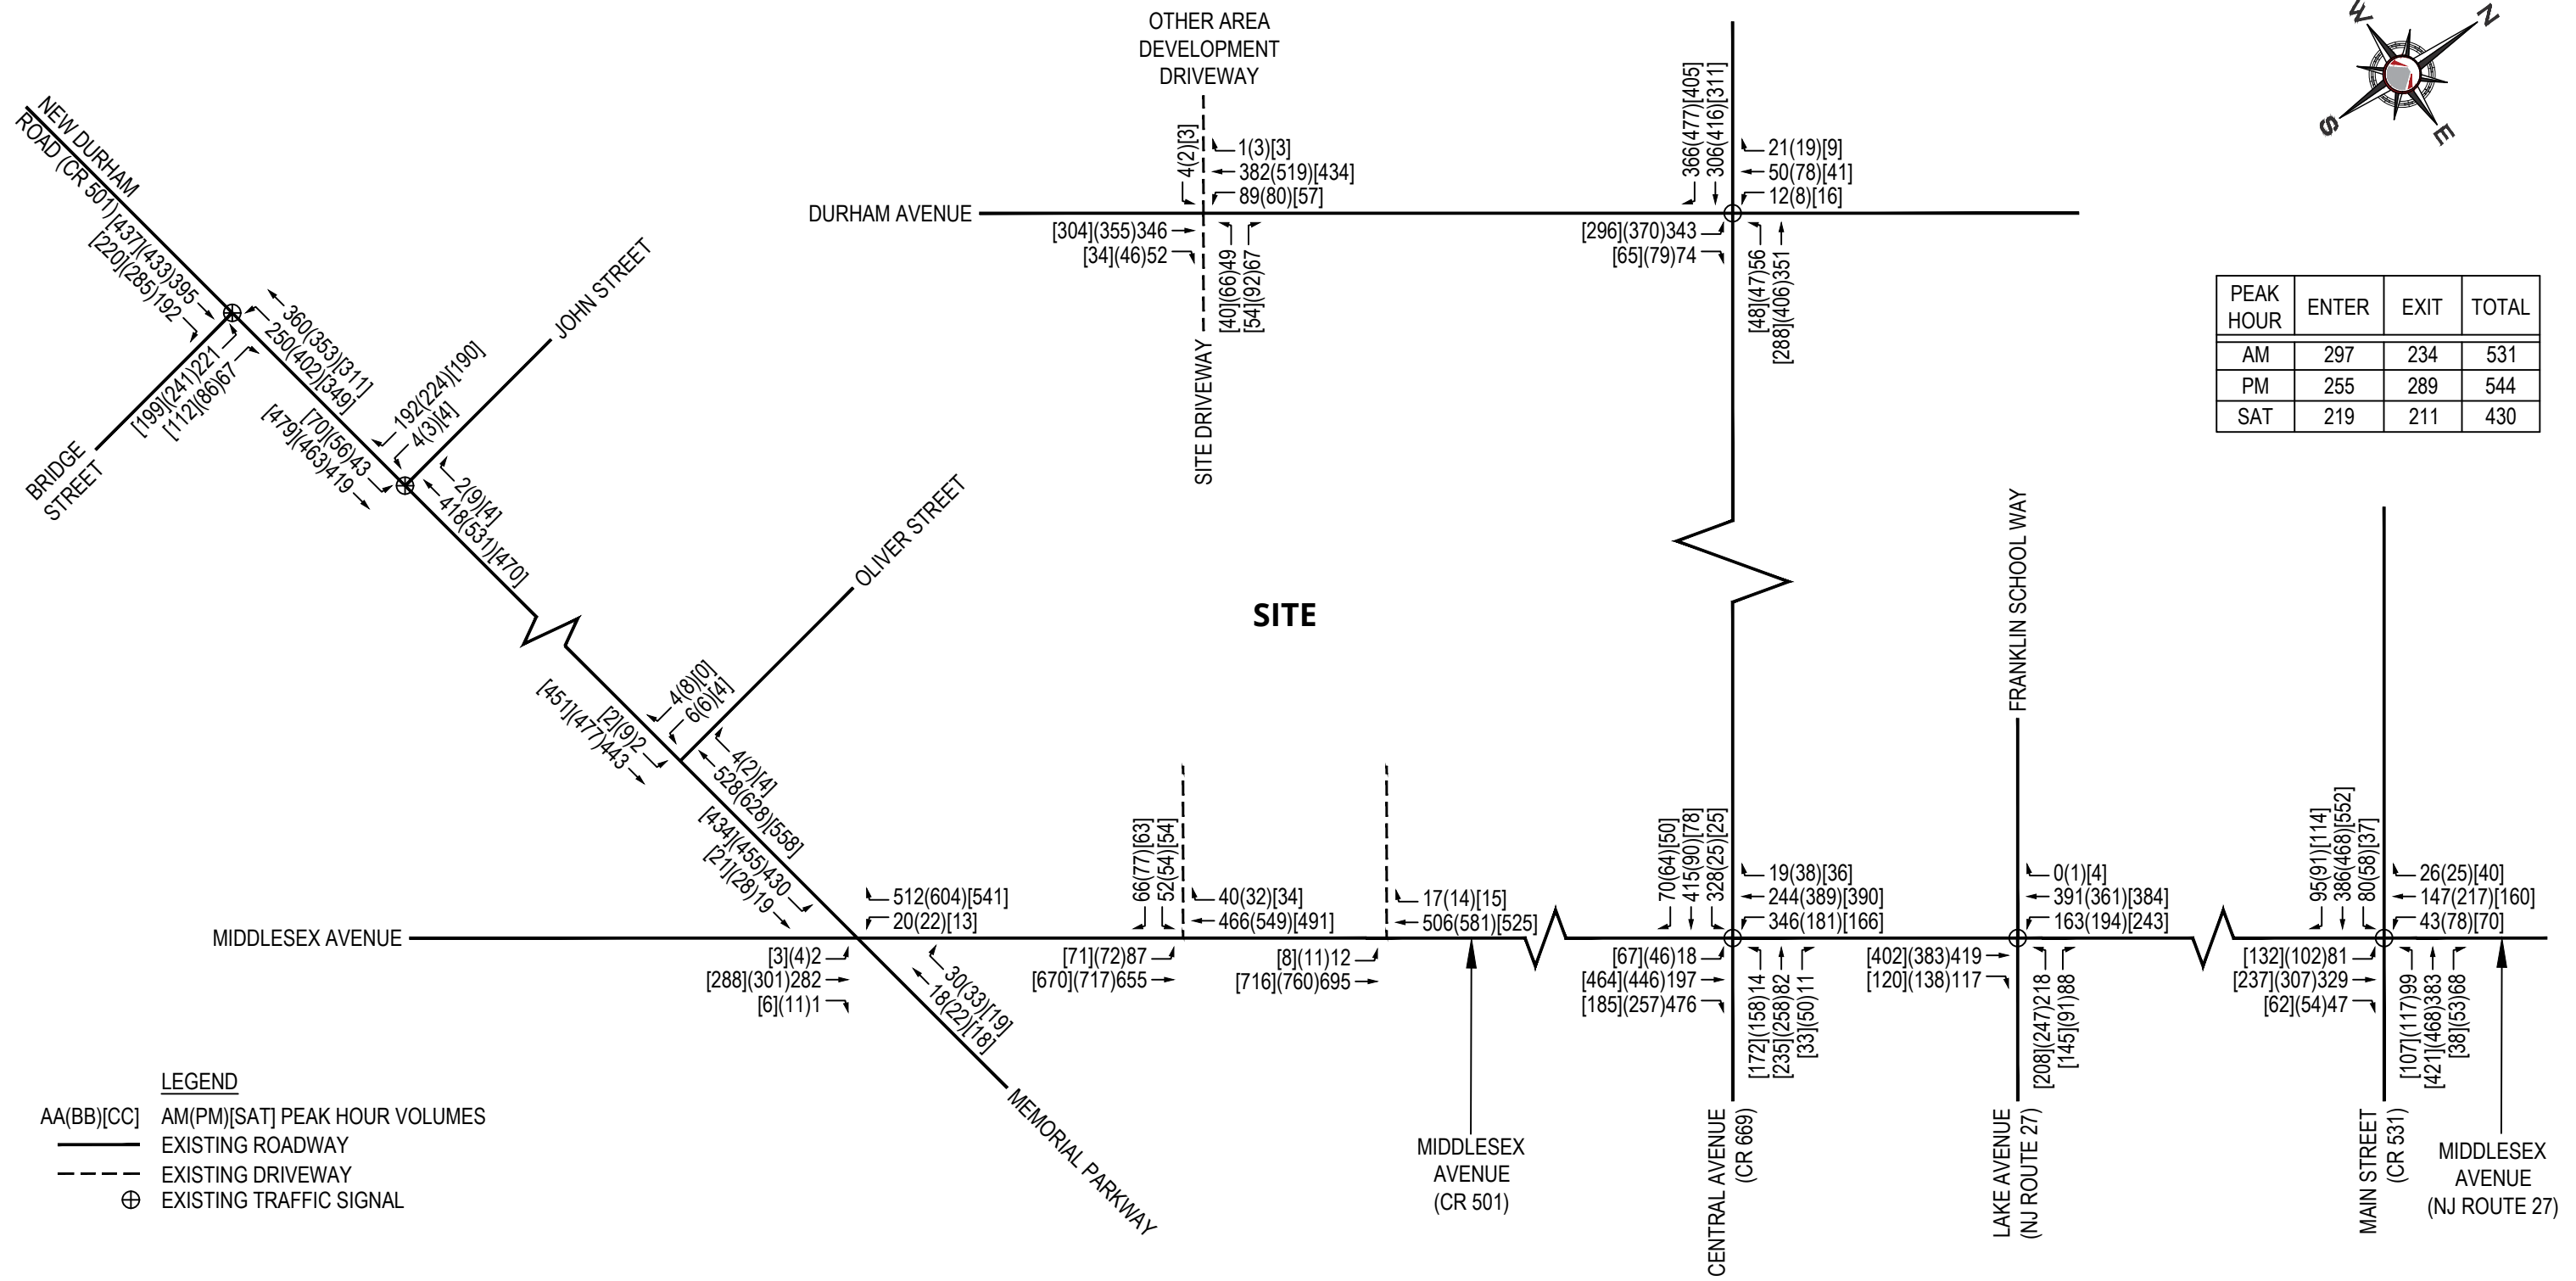 OTHER AREA
DEVELOPMENT
DRIVEWAY
W
N
S
E
NEW DURHAM
ROAD (CR 501)
[437](433)395
[220](285)192
360(353)[311]
250(402)[349]
[199](241)221
[112](86)67
BRIDGE
STREET
JOHN STREET
192(224)[190]
4(3)[4]
[70](56)43
[479](463)419
2(9)[4]
418(531)[470]
4(2)[3]
1(3)[3]
382(519)[434]
89(80)[57]
DURHAM AVENUE
[304](355)346
[34](46)52
[40](66)49
[54](92)67
SITE DRIVEWAY
366(477)[405]
306(416)[311]
21(19)[9]
50(78)[41]
12(8)[16]
[296](370)343
[65](79)74
[48](47)56
[288](406)351
PEAK HOUR ENTER EXIT TOTAL
AM 297 234 531
PM 255 289 544
SAT 219 211 430
OLIVER STREET
4(8)[0]
6(6)[4]
[2](9)2
[451](477)443
4(2)[4]
528(628)[558]
SITE
FRANKLIN SCHOOL WAY
[434](455)430
[21](28)19
512(604)[541]
20(22)[13]
MIDDLESEX AVENUE
[3](4)2
[288](301)282
[6](11)1
30(33)[19]
18(22)[18]
MEMORIAL PARKWAY
66(77)[63]
52(54)[54]
40(32)[34]
466(549)[491]
[71](72)87
[670](717)655
17(14)[15]
506(581)[525]
[8](11)12
[716](760)695
MIDDLESEX
AVENUE
(CR 501)
70(64)[50]
415(90)[78]
328(25)[25]
19(38)[36]
244(389)[390]
346(181)[166]
[67](46)18
[464](446)197
[185](257)476
[172](158)14
[235](258)82
[33](50)11
CENTRAL AVENUE
(CR 669)
0(1)[4]
391(361)[384]
163(194)[243]
[402](383)419
[120](138)117
[208](247)218
[145](91)88
LAKE AVENUE
(NJ ROUTE 27)
95(91)[114]
386(468)[552]
80(58)[37]
26(25)[40]
147(217)[160]
43(78)[70]
[132](102)81
[237](307)329
[62](54)47
[107](117)99
[421](468)383
[38](53)68
MAIN STREET
(CR 531)
MIDDLESEX
AVENUE
(NJ ROUTE 27)
LEGEND
AA(BB)[CC] AM(PM)[SAT] PEAK HOUR VOLUMES
EXISTING ROADWAY
EXISTING DRIVEWAY
EXISTING TRAFFIC SIGNAL